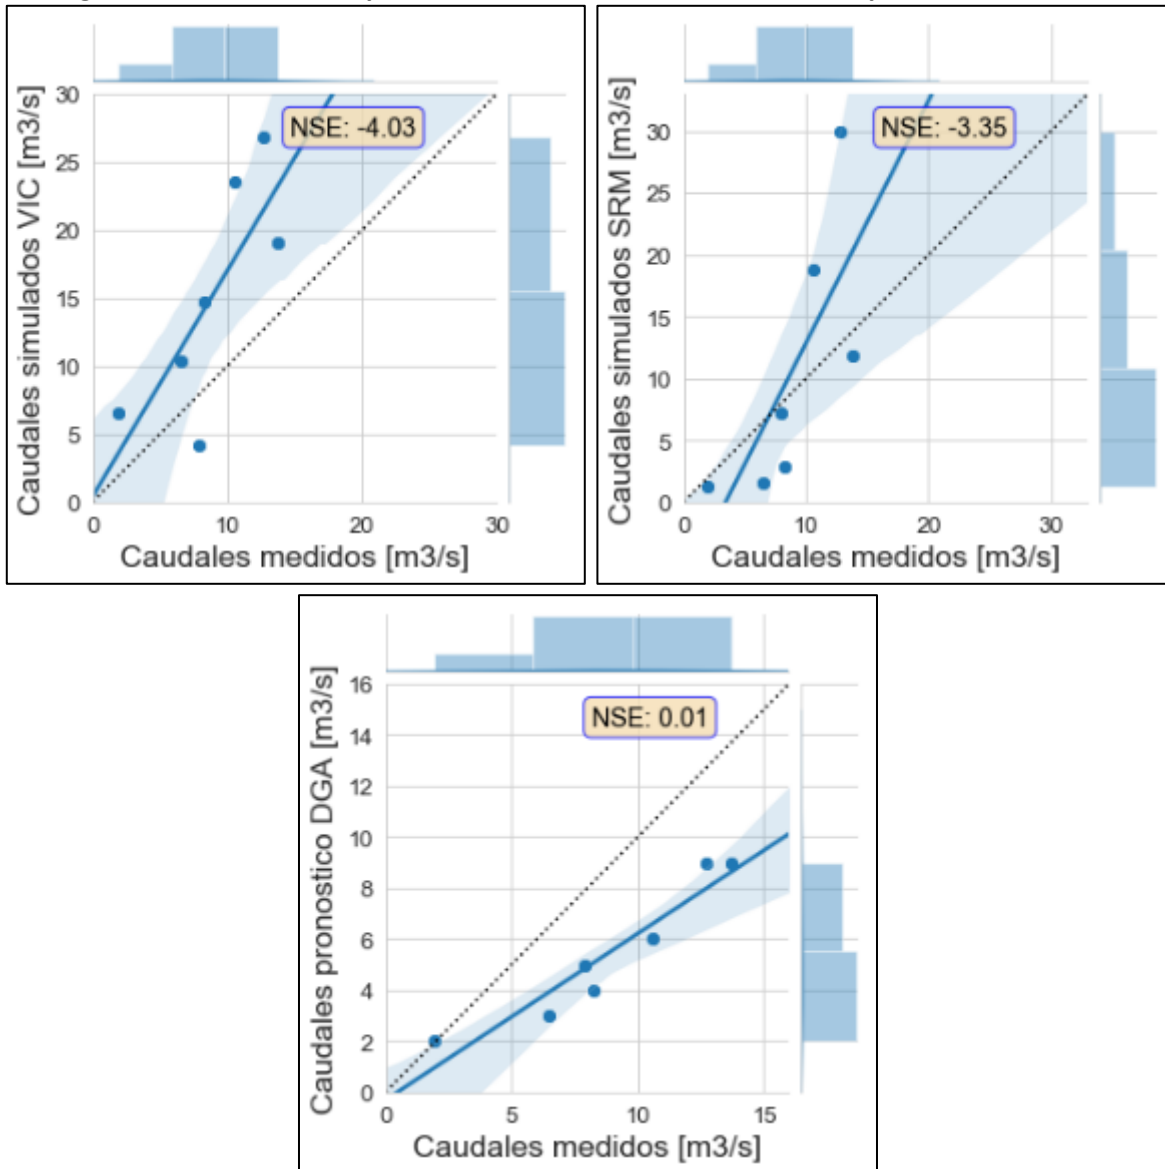 Caudales simulados VIC [m3/s]
30
25
20
15
10
5
0
NSE: -4.03
0 10 20 30
Caudales medidos [m3/s]
Caudales simulados SRM [m3/s]
30
25
20
15
10
5
0
NSE: -3.35
0 10 20 30
Caudales medidos [m3/s]
Caudales pronostico DGA [m3/s]
16
14
12
10
8
6
4
2
0
NSE: 0.01
0 5 10 15
Caudales medidos [m3/s]